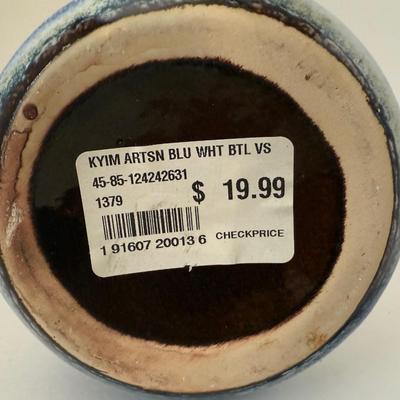 KYIM ARTSN BLU WHT BTL VS
45-85-124242631
1379 $ 19.99
1 91607 20013 6 CHECKPRICE